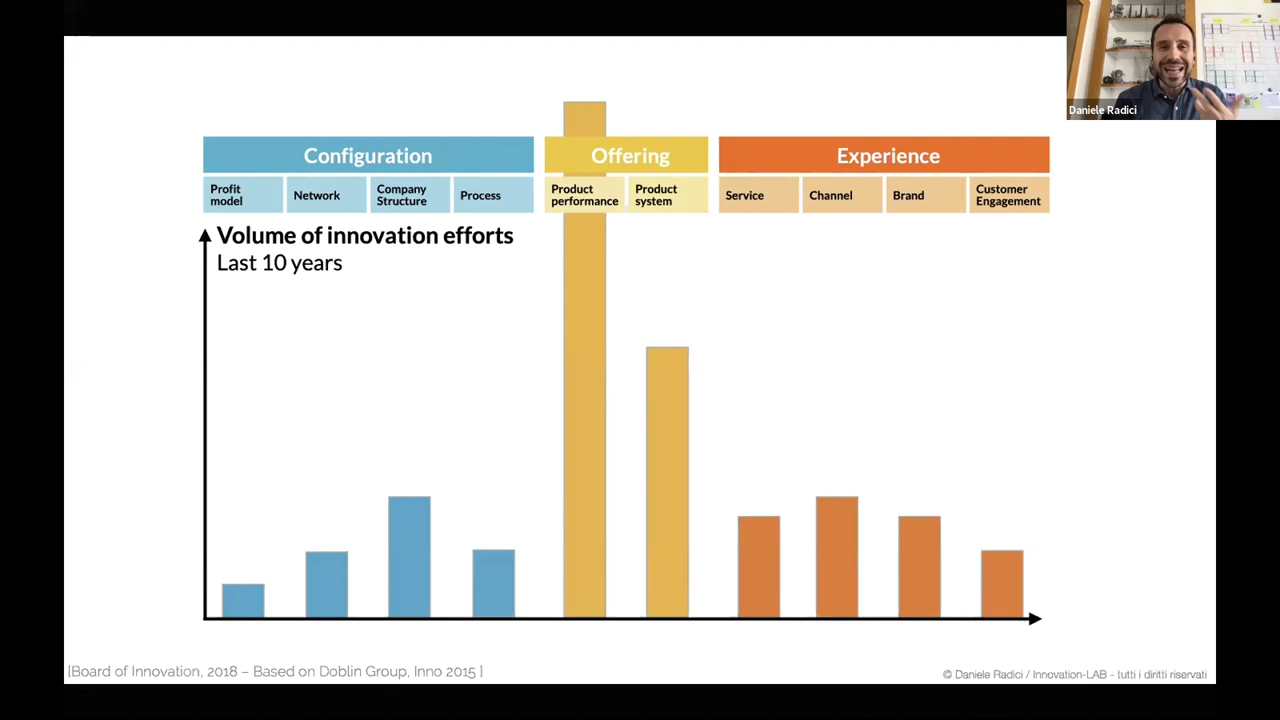 Daniele Radici
Configuration
Offering
Experience
Profit
model
Network
Company
Structure
Process
Product
performance
Product
system
Service
Channel
Brand
Customer
Engagement
Volume of innovation efforts
Last 10 years
[Board of Innovation, 2018 – Based on Doblin Group, Inno 2015 ]
© Daniele Radici / Innovation-LAB - tutti i diritti riservati